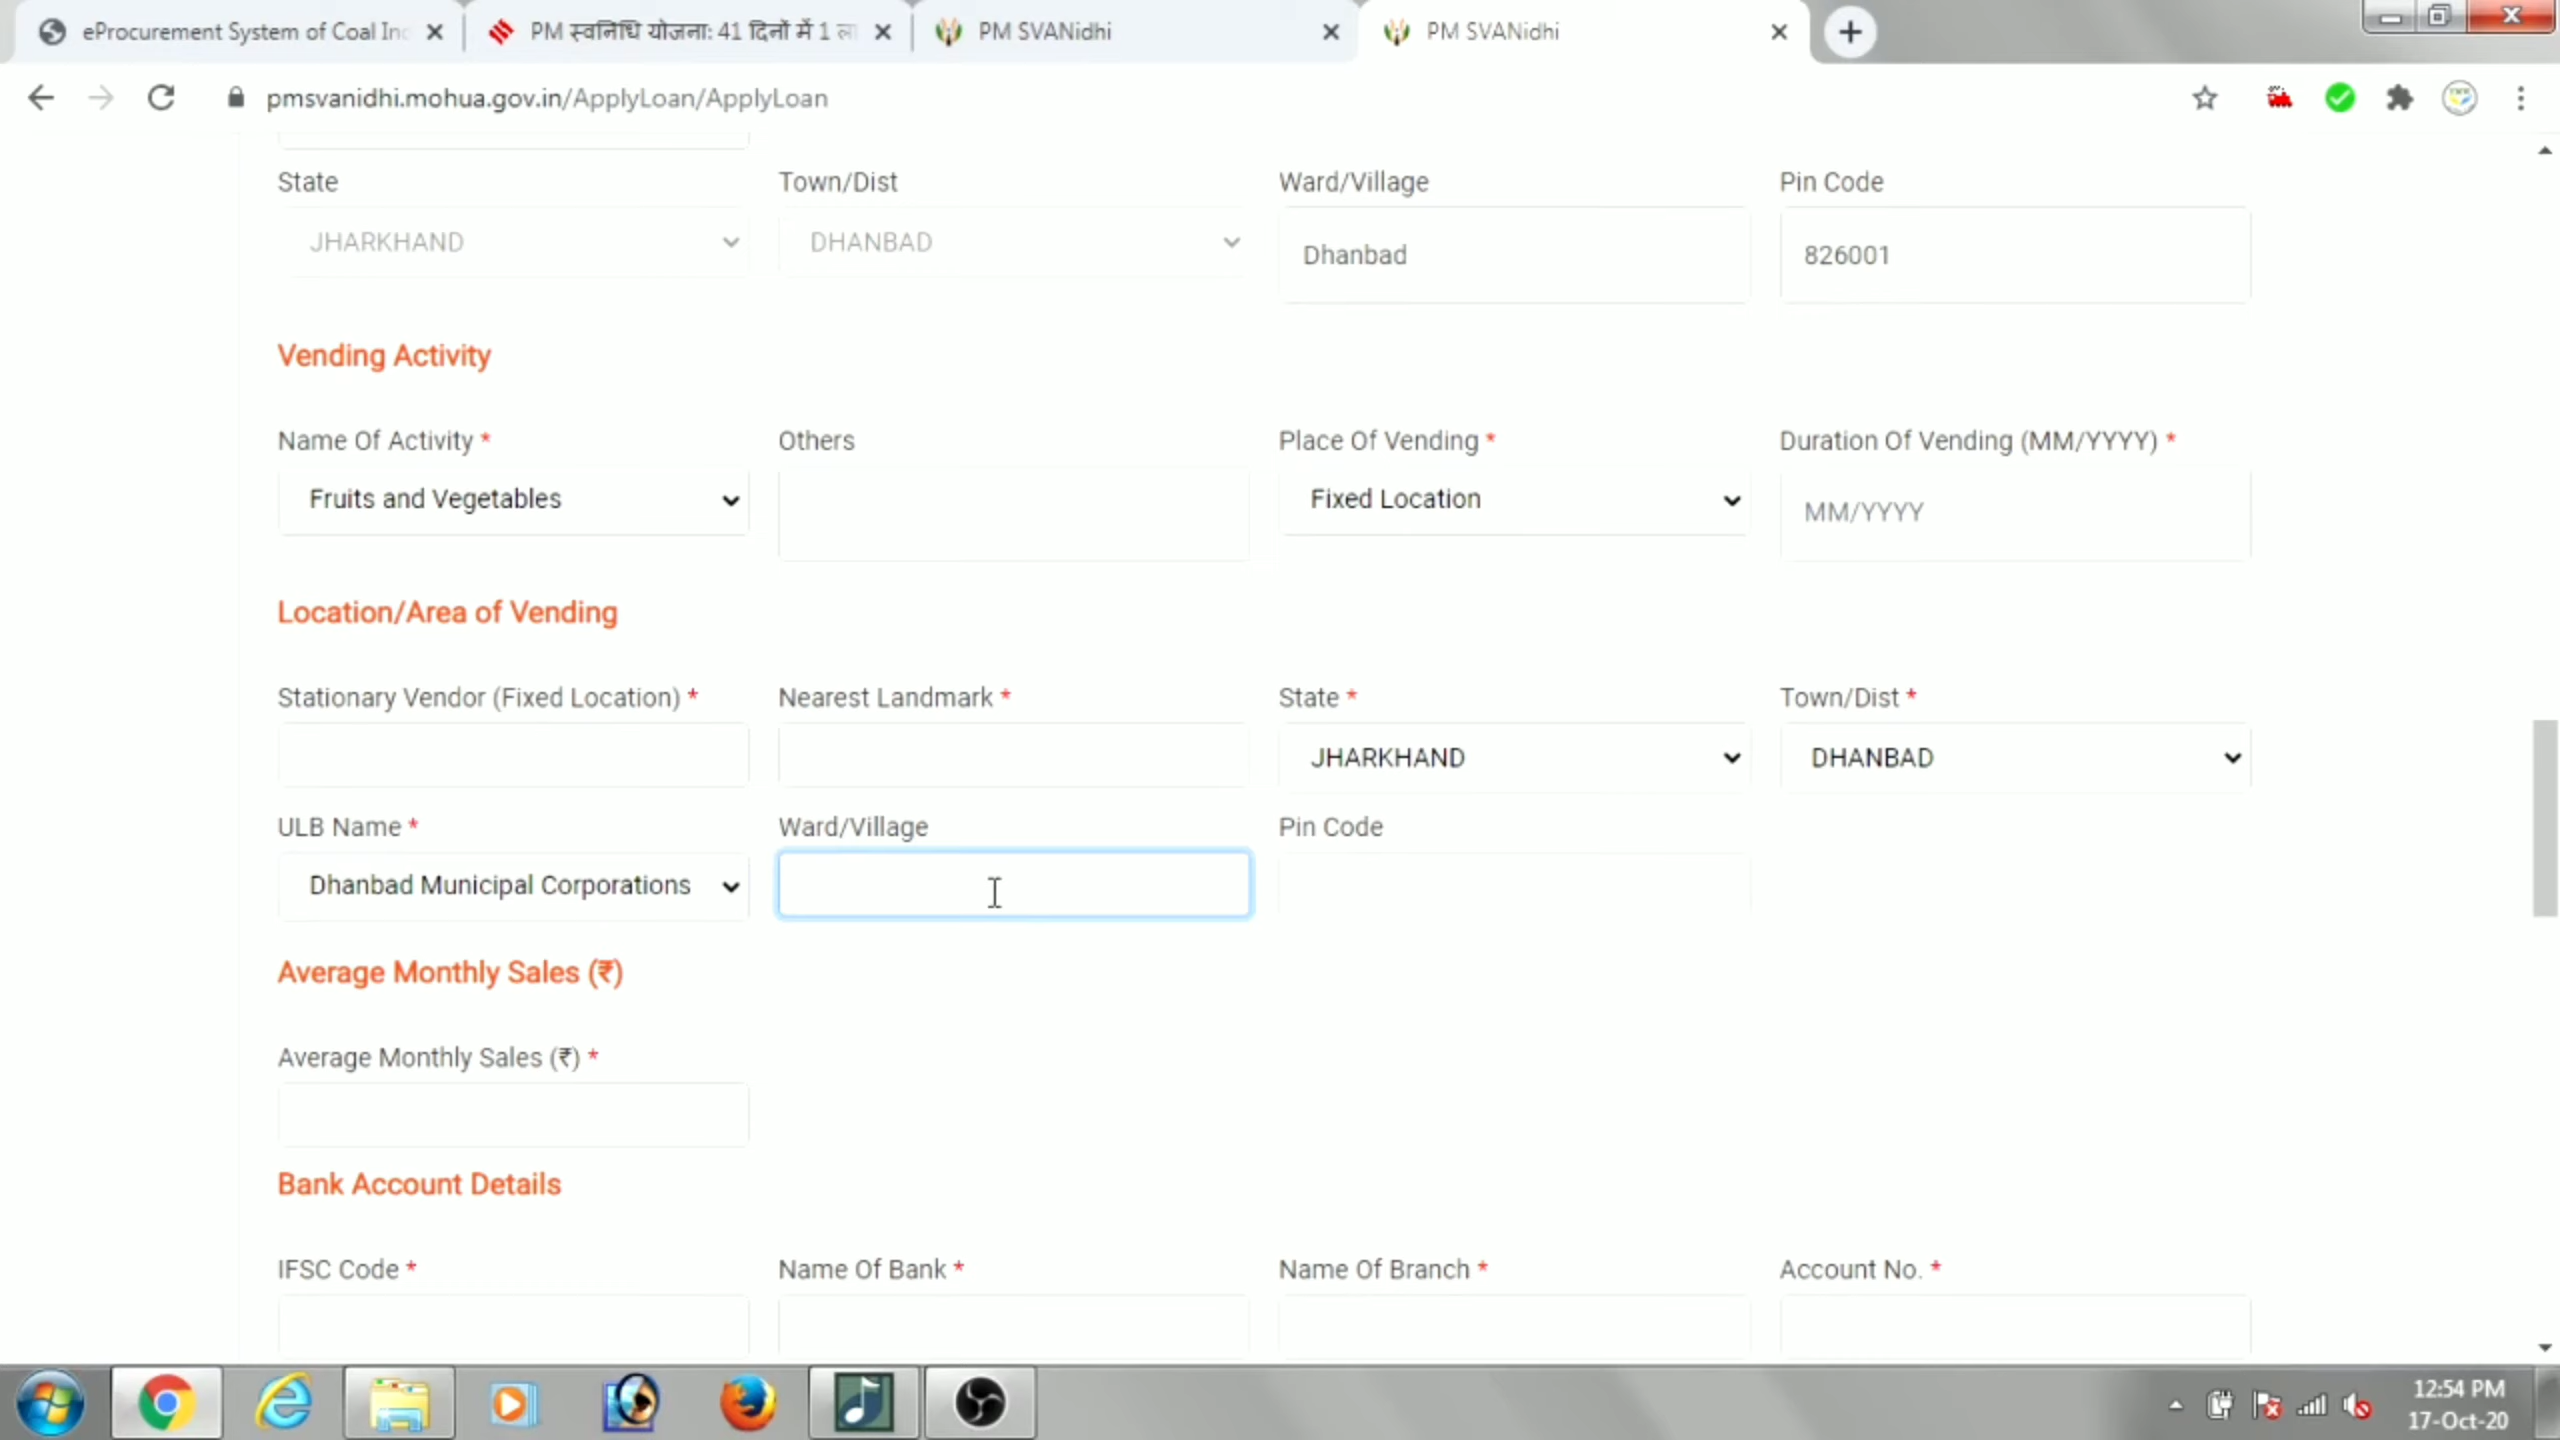 eProcurement System of Coal Inc
PM स्वनिधि योजना: 41 दिनों में 1 ला
PM SVANidhi
PM SVANidhi
pmsvanidhi.mohua.gov.in/ApplyLoan/ApplyLoan
State Town/Dist Ward/Village Pin Code
JHARKHAND DHANBAD Dhanbad 826001
Vending Activity
Name Of Activity * Others Place Of Vending * Duration Of Vending (MM/YYYY) *
Fruits and Vegetables Fixed Location MM/YYYY
Location/Area of Vending
Stationary Vendor (Fixed Location) * Nearest Landmark * State * Town/Dist *
JHARKHAND DHANBAD
ULB Name * Ward/Village Pin Code
Dhanbad Municipal Corporations
Average Monthly Sales (₹)
Average Monthly Sales (₹) *
Bank Account Details
IFSC Code * Name Of Bank * Name Of Branch * Account No. *
12:54 PM
17-Oct-20